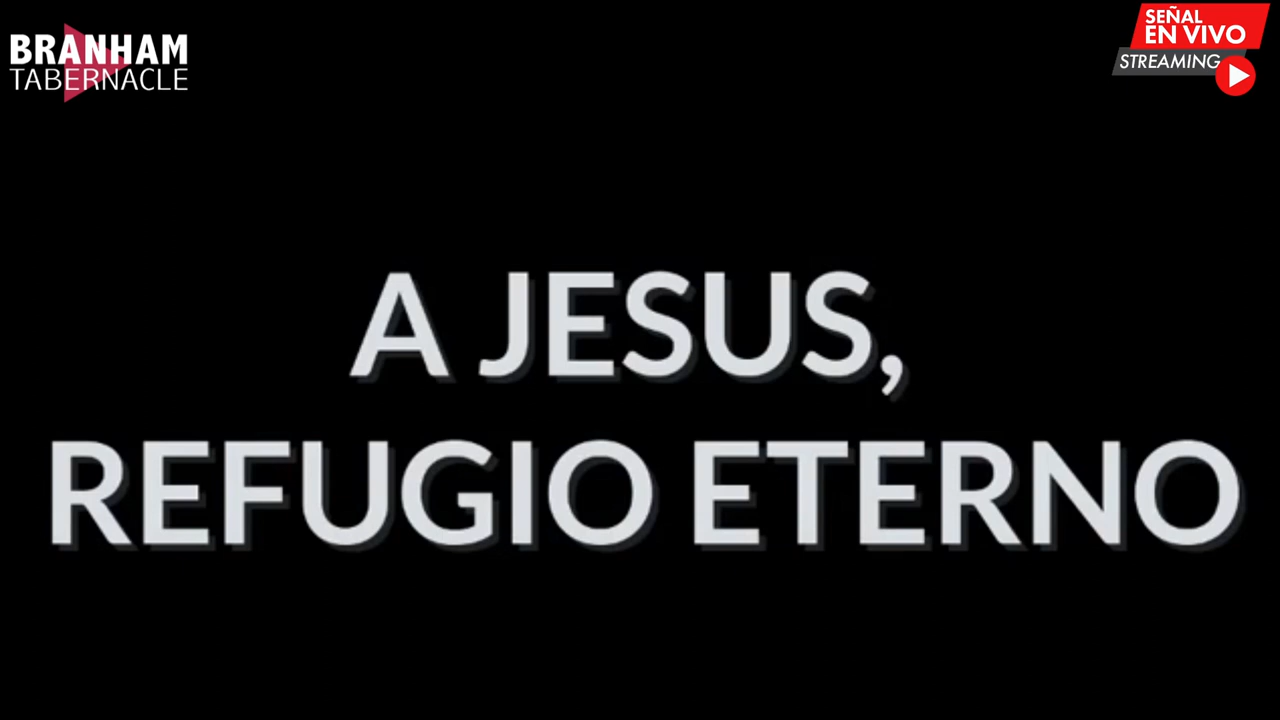 BRANHAM
TABERNACLE
SEÑAL
EN VIVO
STREAMING
A JESUS,
REFUGIO ETERNO